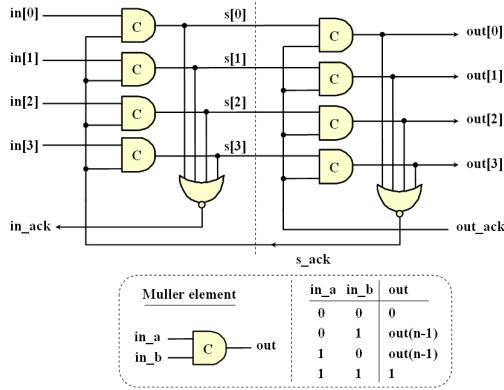 in[0] s[0] out[0]
C C
in[1] s[1] out[1]
C C
in[2] s[2] out[2]
C C
in[3] s[3] out[3]
C C
in_ack out_ack
s_ack
Muller element
in_a in_b out
0 0 0
0 1 out(n-1)
1 0 out(n-1)
1 1 1
in_a
in_b
C
out